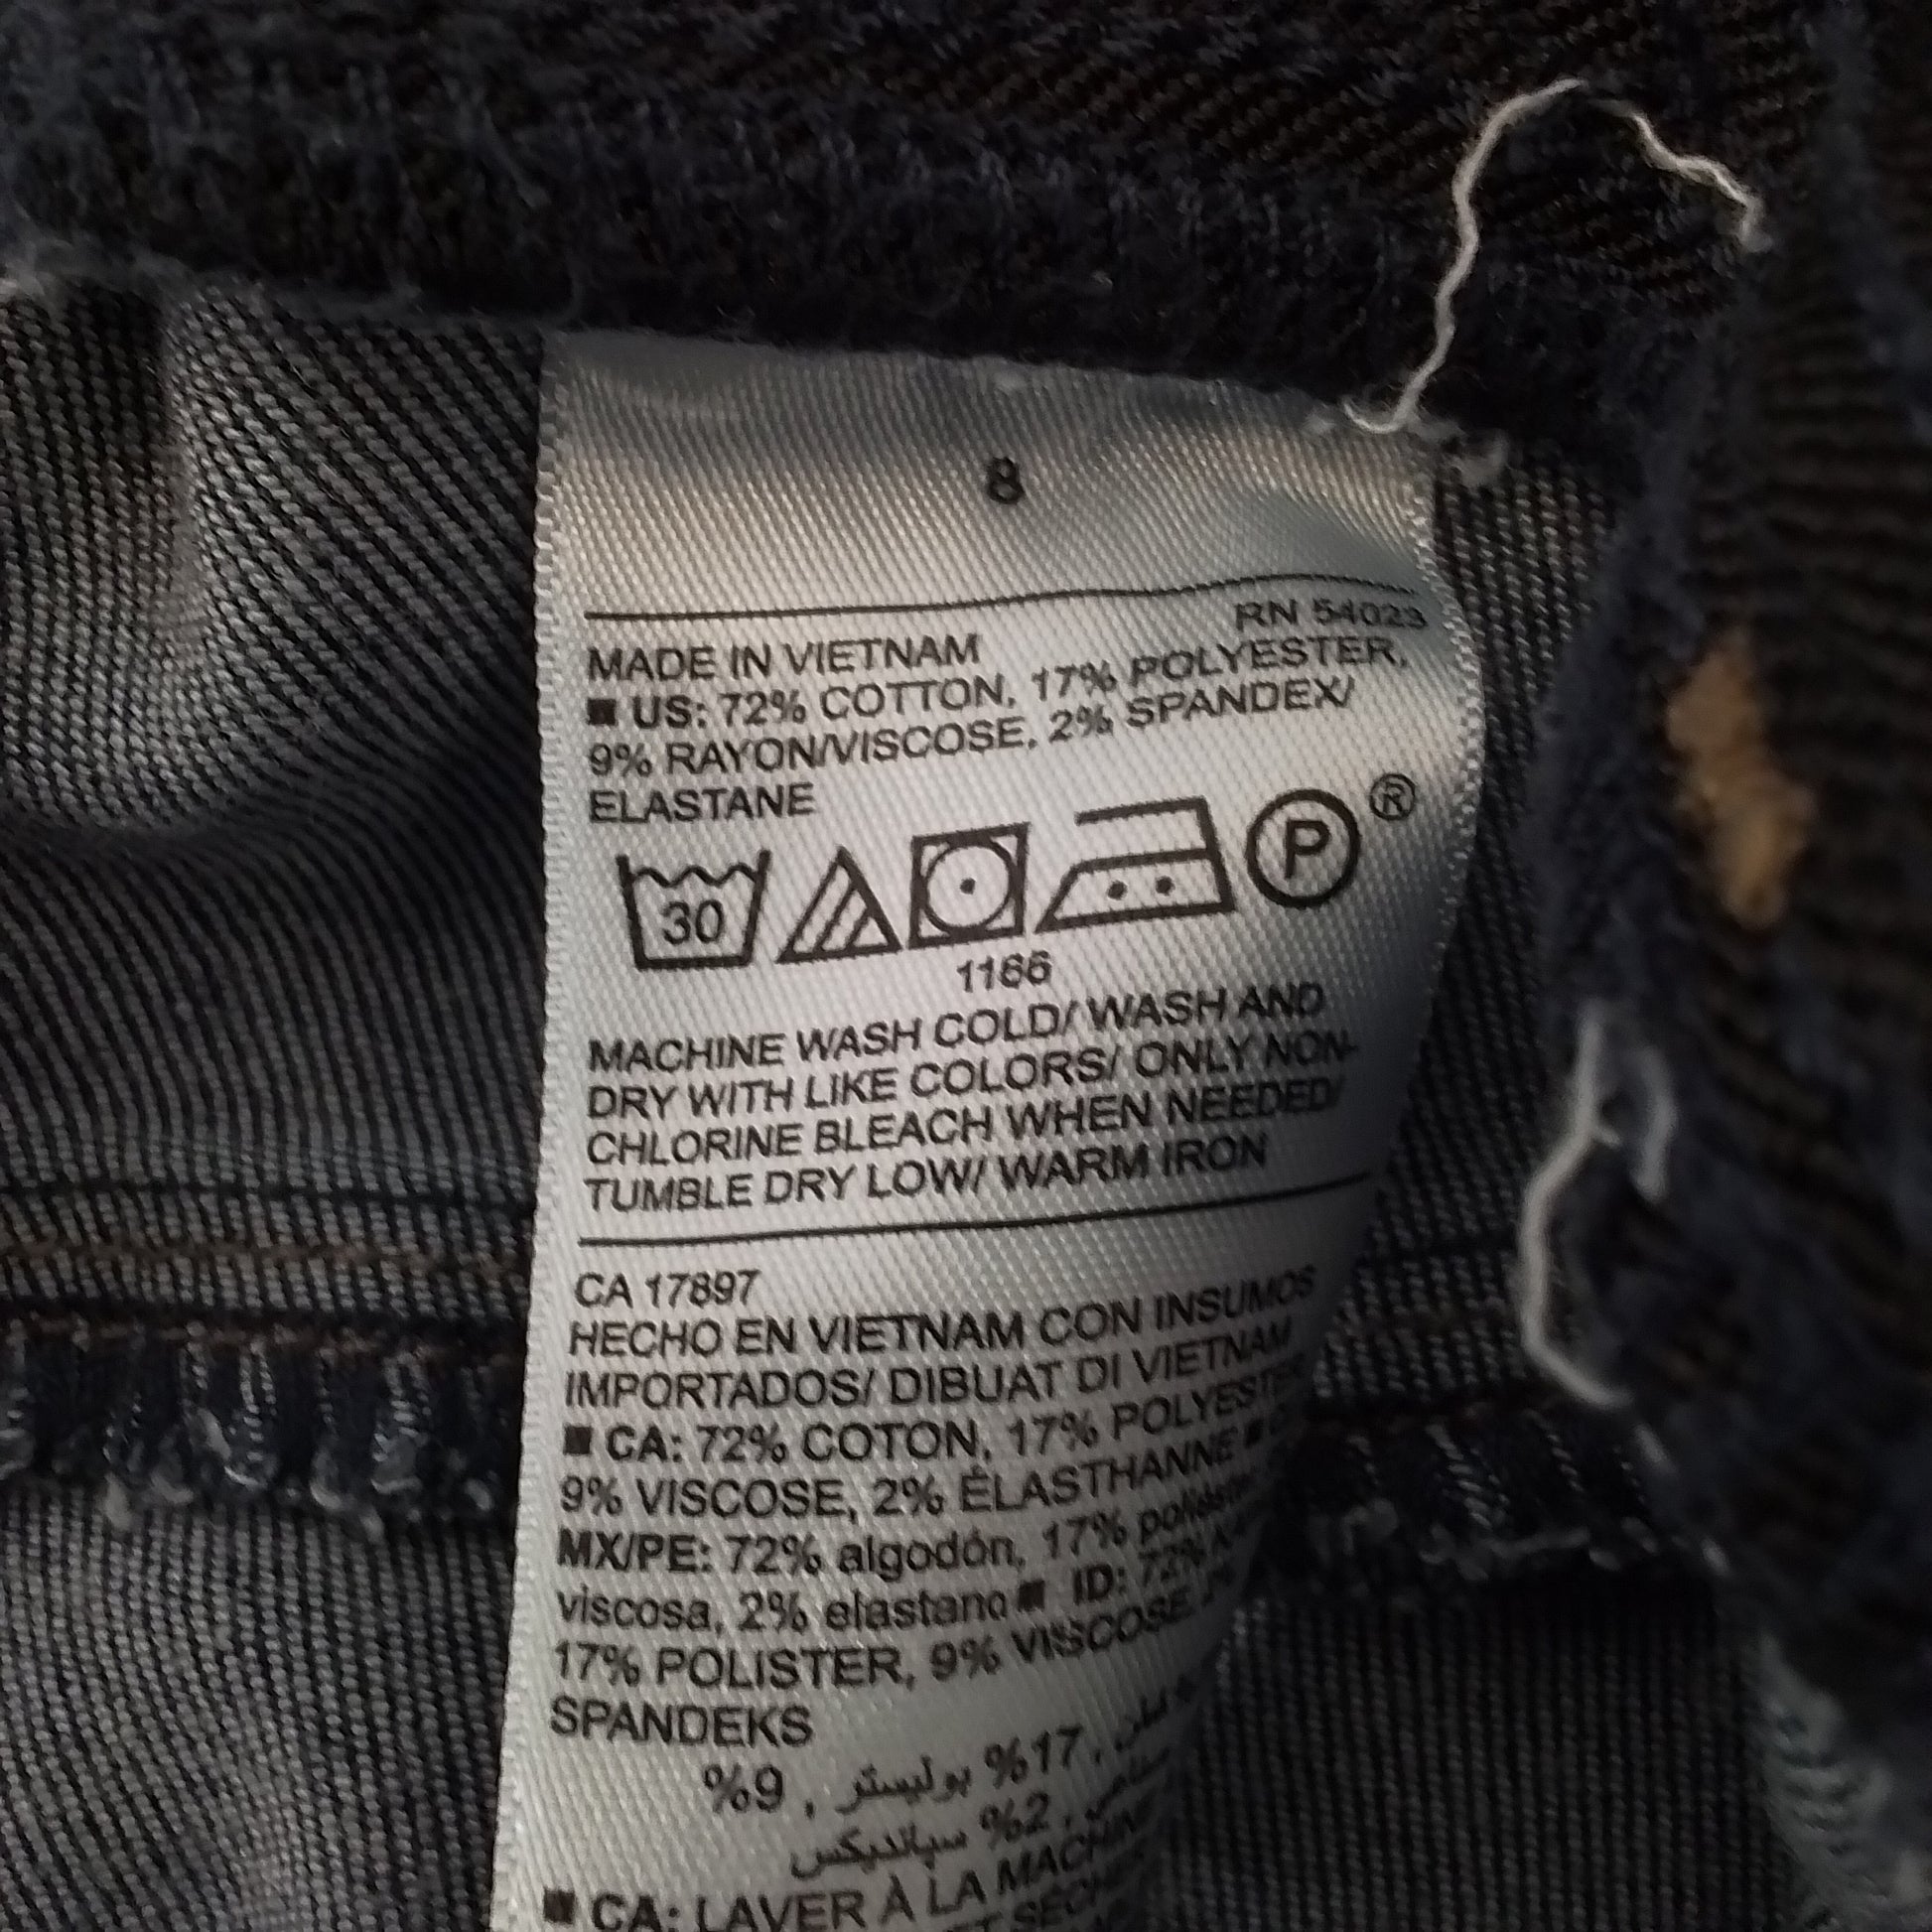 8
RN 54023
MADE IN VIETNAM
■ US: 72% COTTON, 17% POLYESTER,
9% RAYON/VISCOSE, 2% SPANDEX/
ELASTANE
30 P ®
1166
MACHINE WASH COLD/ WASH AND
DRY WITH LIKE COLORS/ ONLY NON-
CHLORINE BLEACH WHEN NEEDED/
TUMBLE DRY LOW/ WARM IRON
CA 17897
HECHO EN VIETNAM CON INSUMOS
IMPORTADOS/ DIBUAT DI VIETNAM
■ CA: 72% COTON, 17% POLYESTER
9% VISCOSE, 2% ÉLASTHANNE ■
MX/PE: 72% algodón, 17%
viscosa, 2% elastano ■ ID: 72%
17% POLISTER, 9% VISCOSE,
SPANDEKS
17% بوليستر , 9%
2% سباندیكس
■ CA: LAVER À LA MACHINE